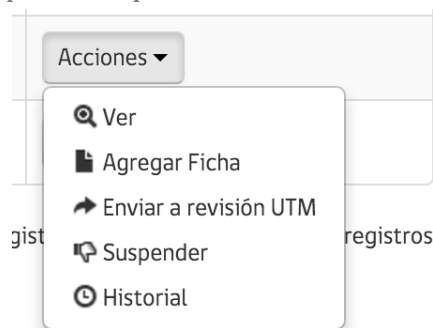 Acciones
Ver
Agregar Ficha
Enviar a revisión UTM
registros
Suspender
Historial